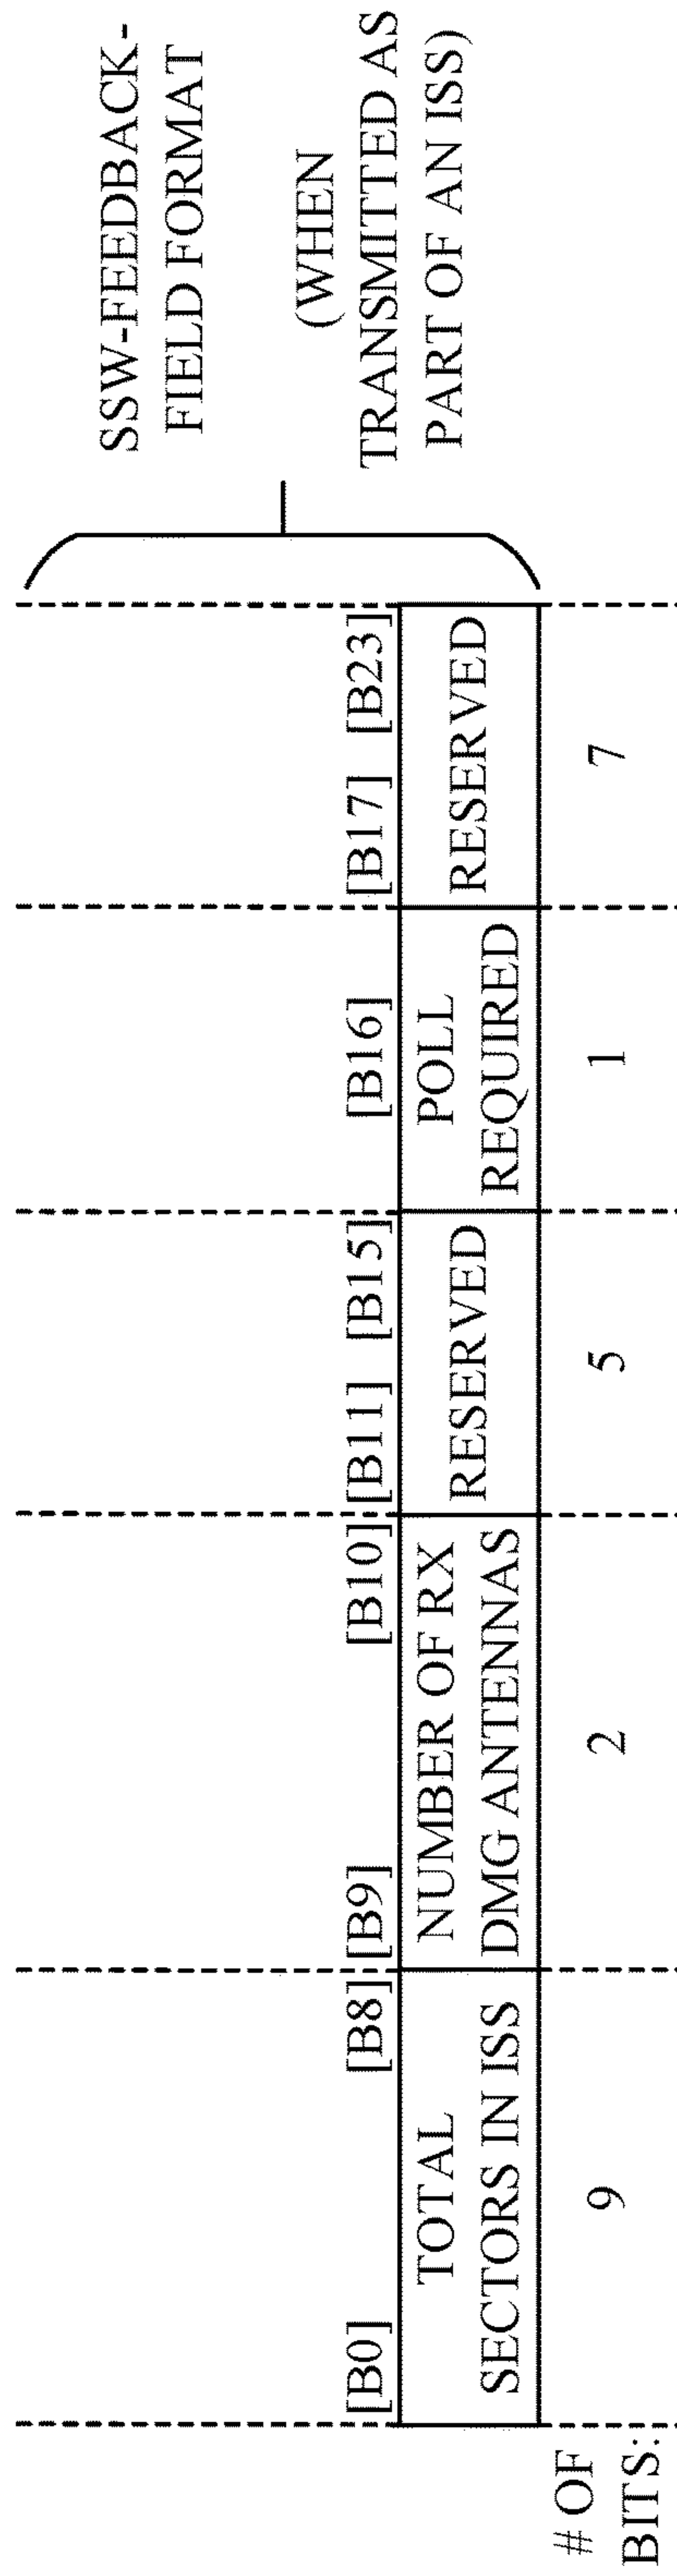 [B0] [B8] [B9] [B10] [B11] [B15] [B16] [B17] [B23]
TOTAL
SECTORS IN ISS
NUMBER OF RX
DMG ANTENNAS
RESERVED
POLL
REQUIRED
RESERVED
# OF
BITS:
9 2 5 1 7
SSW-FEEDBACK-
FIELD FORMAT
(WHEN
TRANSMITTED AS
PART OF AN ISS)